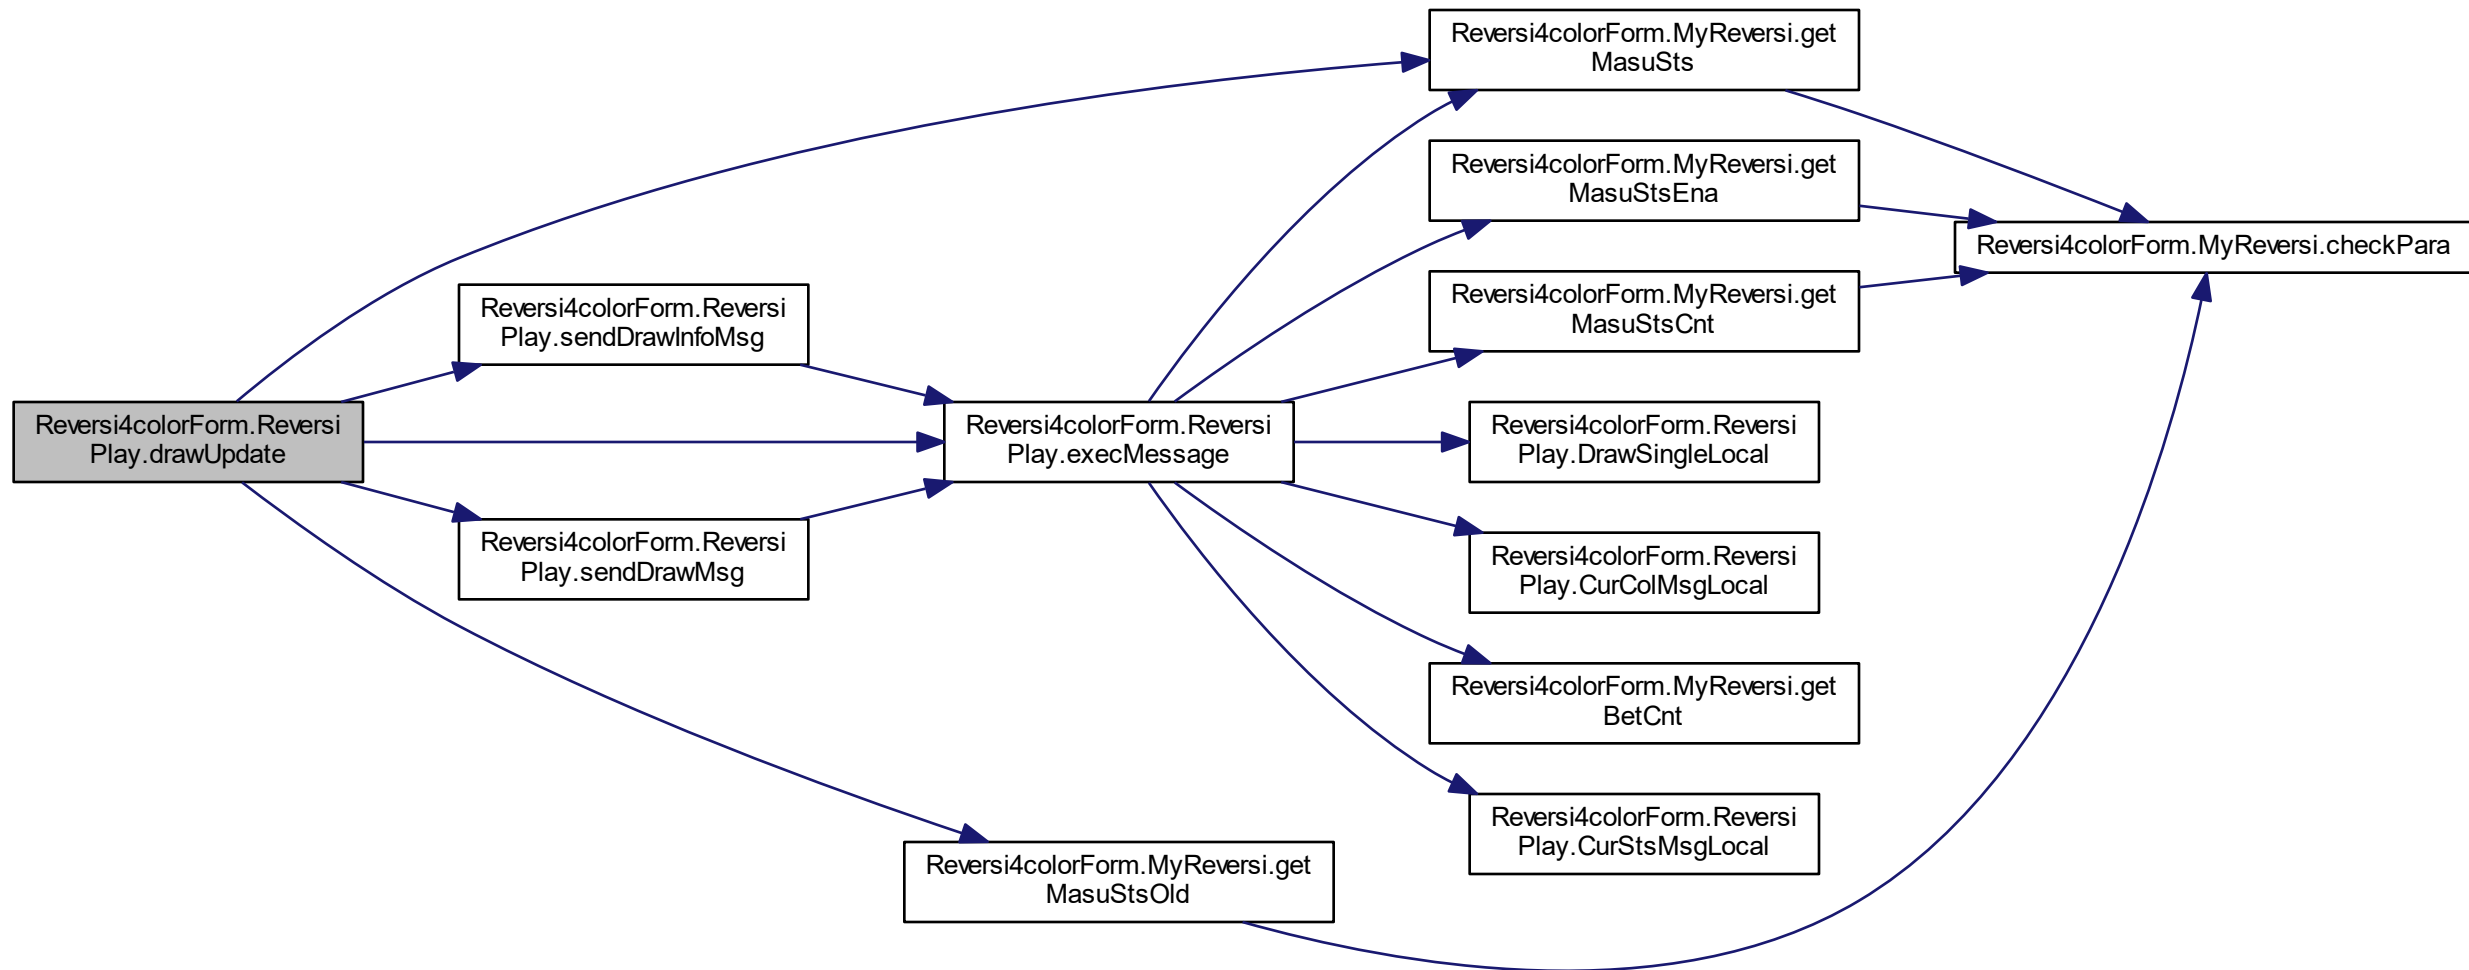 Reversi4colorForm.MyReversi.get
MasuSts
Reversi4colorForm.MyReversi.get
MasuStsEna
Reversi4colorForm.MyReversi.checkPara
Reversi4colorForm.MyReversi.get
MasuStsCnt
Reversi4colorForm.Reversi
Play.sendDrawInfoMsg
Reversi4colorForm.Reversi
Play.drawUpdate
Reversi4colorForm.Reversi
Play.execMessage
Reversi4colorForm.Reversi
Play.DrawSingleLocal
Reversi4colorForm.Reversi
Play.sendDrawMsg
Reversi4colorForm.Reversi
Play.CurColMsgLocal
Reversi4colorForm.MyReversi.get
BetCnt
Reversi4colorForm.Reversi
Play.CurStsMsgLocal
Reversi4colorForm.MyReversi.get
MasuStsOld